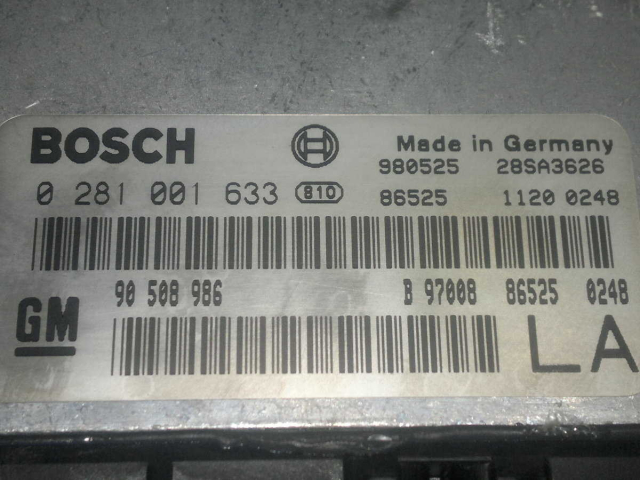 BOSCH Made in Germany
980525 28SA3626
0 281 001 633 810 86525 1120 0248
90 508 986 B 97008 86525 0248
GM LA